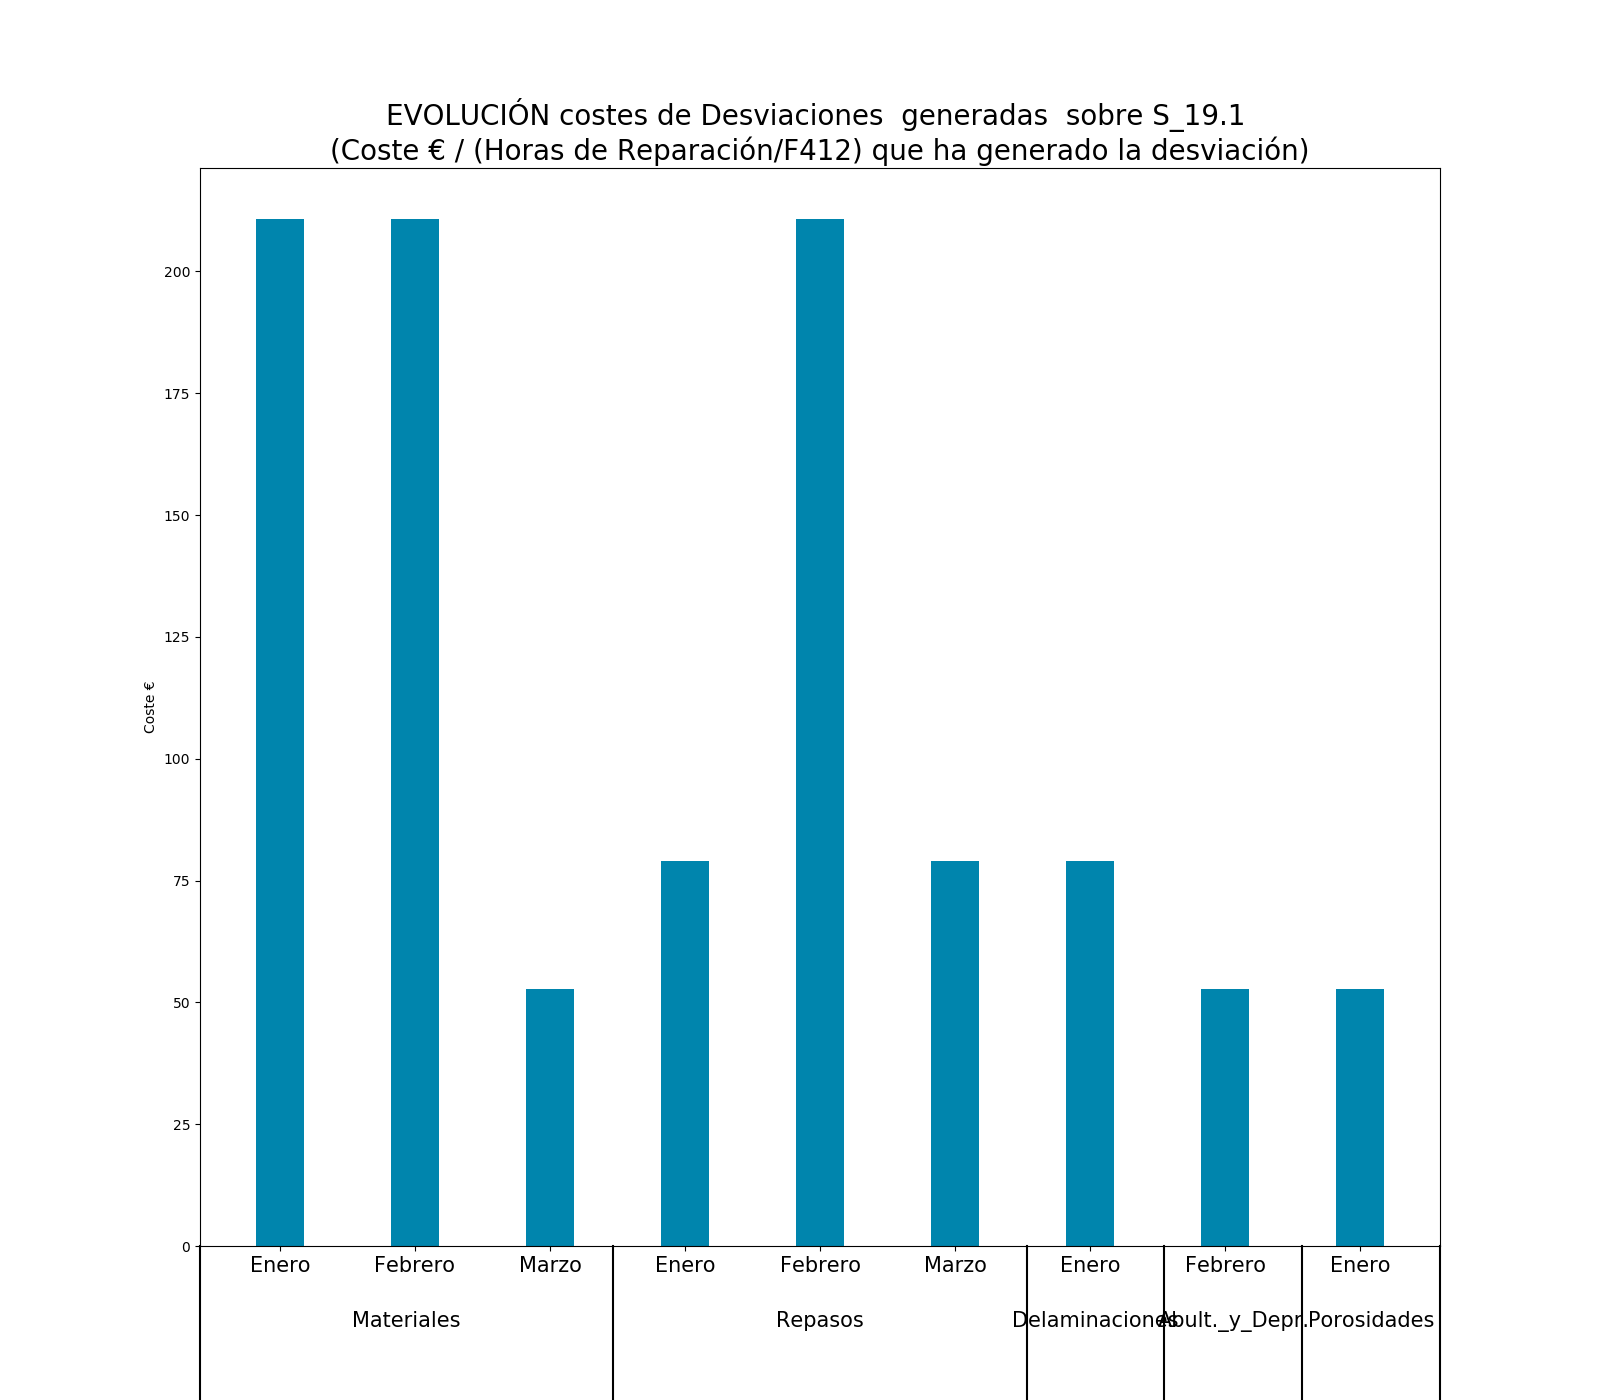 EVOLUCIÓN costes de Desviaciones  generadas  sobre S_19.1
(Coste € / (Horas de Reparación/F412) que ha generado la desviación)
200
175
150
125
100
75
50
25
0
Coste €
Enero Febrero Marzo Enero Febrero Marzo Enero Febrero Enero
Materiales Repasos Delaminaciones Abult._y_Depr. Porosidades